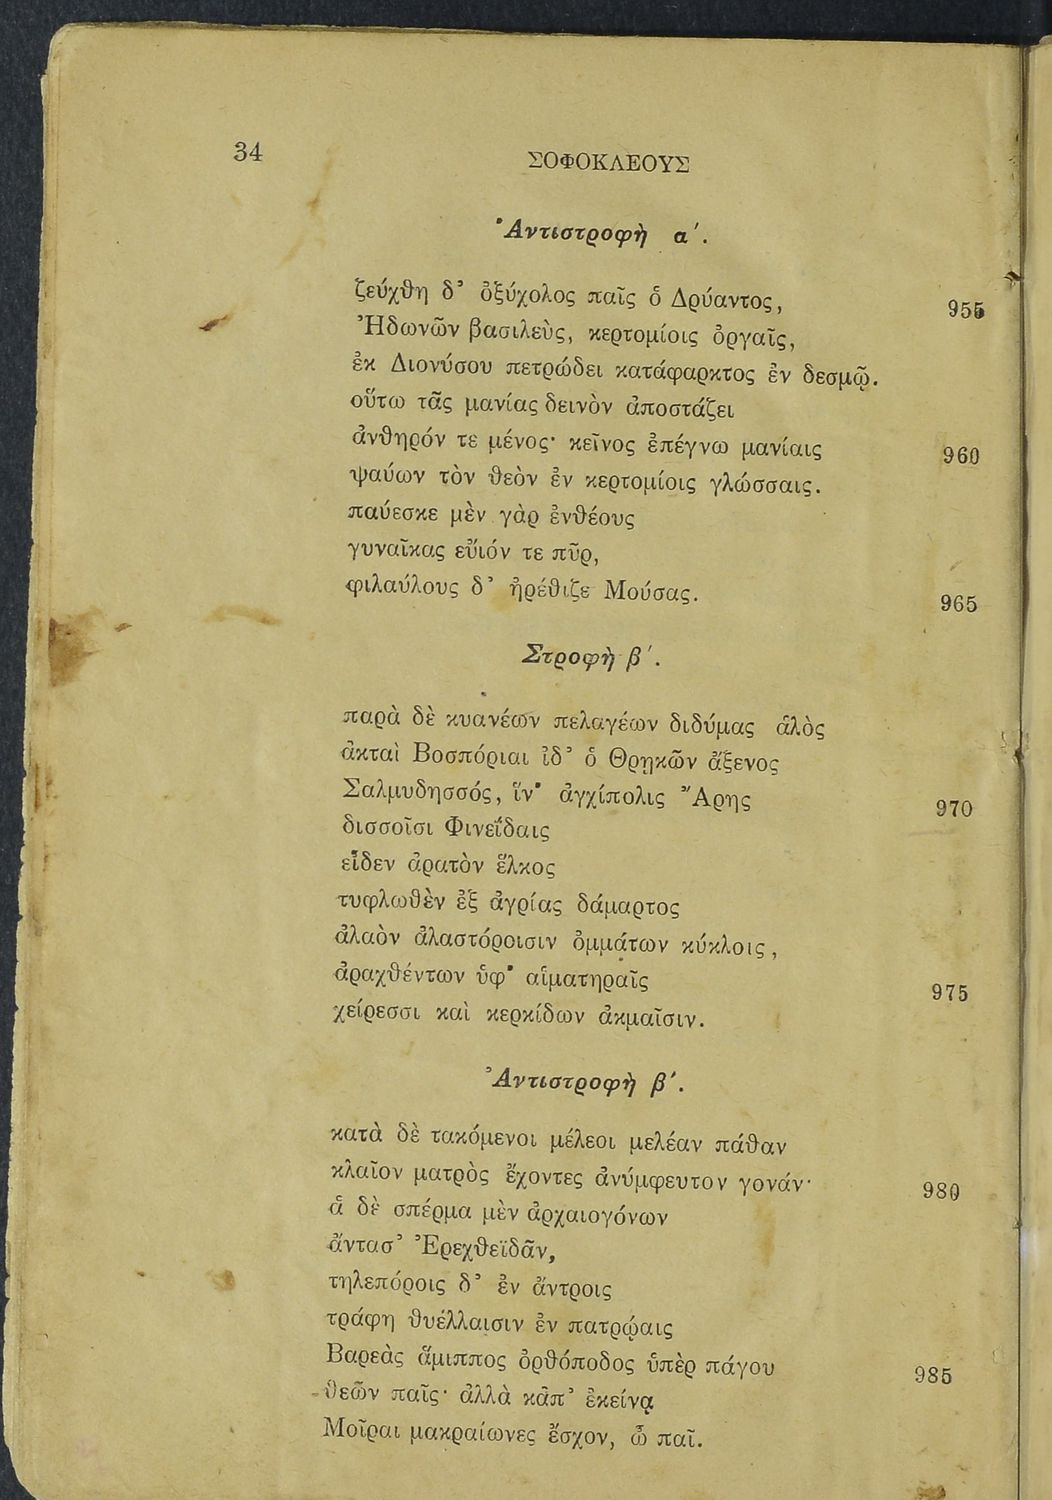 34
ΣΟΦΟΚΛΕΟΥΣ
Ἀντιστροφὴ α΄.
ζεύχθη δ᾽ ὀξύχολος παῖς ὁ Δρύαντος, 955
Ἠδωνῶν βασιλεὺς, κερτομίοις ὀργαῖς,
ἐκ Διονύσου πετρώδει κατάφαρκτος ἐν δεσμῷ.
οὕτω τᾶς μανίας δεινὸν ἀποστάζει
ἀνθηρόν τε μένος· κεῖνος ἐπέγνω μανίαις 960
ψαύων τὸν θεὸν ἐν κερτομίοις γλώσσαις.
παύεσκε μὲν γὰρ ἐνθέους
γυναῖκας εὔιόν τε πῦρ,
φιλαύλους δ᾽ ἠρέθιζε Μούσας. 965
Στροφὴ β΄.
παρὰ δὲ κυανέων πελαγέων διδύμας ἁλὸς
ἀκταὶ Βοσπόριαι ἰδ᾽ ὁ Θρῃκῶν ἄξενος
Σαλμυδησσός, ἵν᾽ ἀγχίπολις Ἄρης 970
δισσοῖσι Φινεΐδαις
εἶδεν ἀρατὸν ἕλκος
τυφλωθὲν ἐξ ἀγρίας δάμαρτος
ἀλαὸν ἀλαστόροισιν ὀμμάτων κύκλοις,
ἀραχθέντων ὑφ᾽ αἱματηραῖς 975
χείρεσσι καὶ κερκίδων ἀκμαῖσιν.
Ἀντιστροφὴ β΄.
κατὰ δὲ τακόμενοι μέλεοι μελέαν πάθαν
κλαῖον ματρὸς ἔχοντες ἀνύμφευτον γονάν· 980
ἁ δὲ σπέρμα μὲν ἀρχαιογόνων
ἄντασ᾽ Ἐρεχθεϊδᾶν,
τηλεπόροις δ᾽ ἐν ἄντροις
τράφη θυέλλαισιν ἐν πατρῴαις
Βαρεὰς ἅμιππος ὀρθόποδος ὑπὲρ πάγου 985
θεῶν παῖς· ἀλλὰ κἀπ᾽ ἐκείνᾳ
Μοῖραι μακραίωνες ἔσχον, ὦ παῖ.